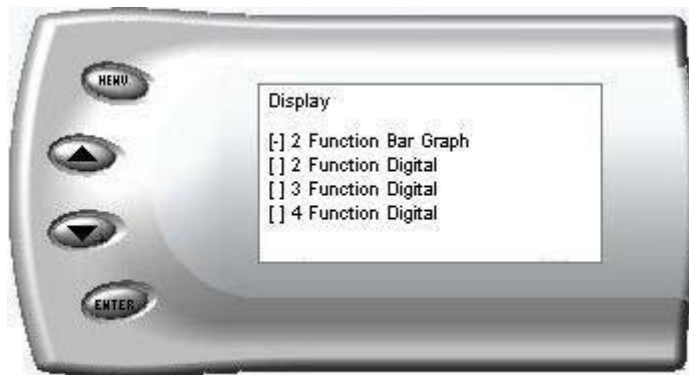 MENU
Display
[-] 2 Function Bar Graph
[ ] 2 Function Digital
[ ] 3 Function Digital
[ ] 4 Function Digital
ENTER